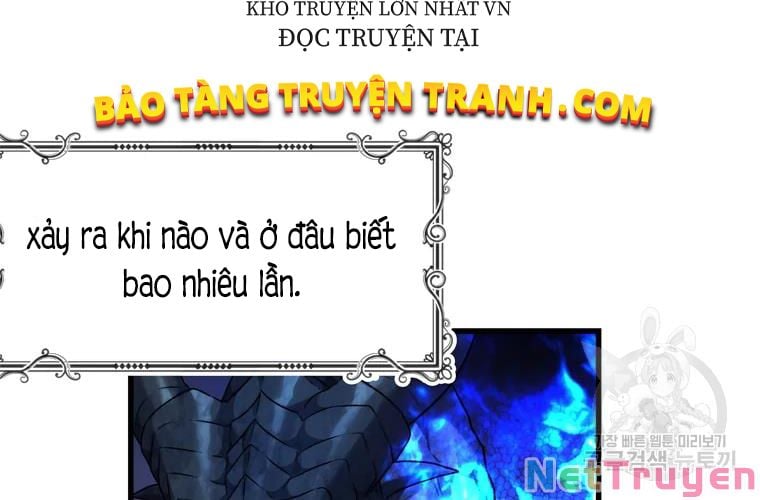 KHO TRUYỆN LỚN NHẤT VN
ĐỌC TRUYỆN TẠI
BẢO TÀNG TRUYỆN TRANH.COM
xảy ra khi nào và ở đâu biết
bao nhiêu lần.
가장 빠른 웹툰 미리보기
구글검색 뉴토끼
NetTruyen